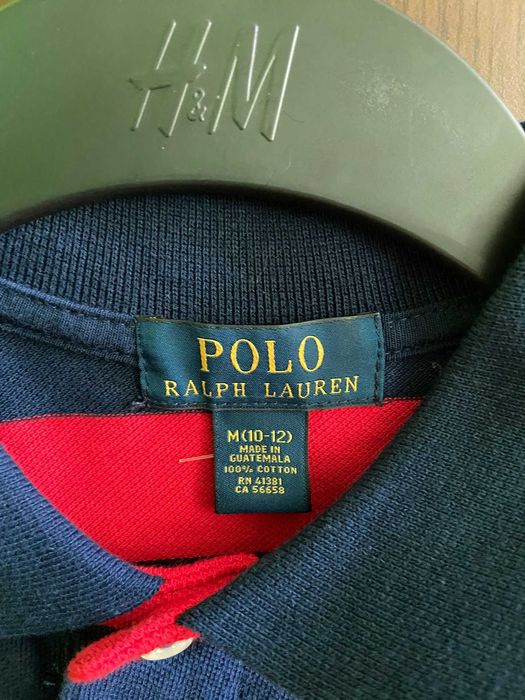 H&M
POLO
RALPH LAUREN
M(10-12)
MADE IN
GUATEMALA
100% COTTON
RN 41381
CA 56658